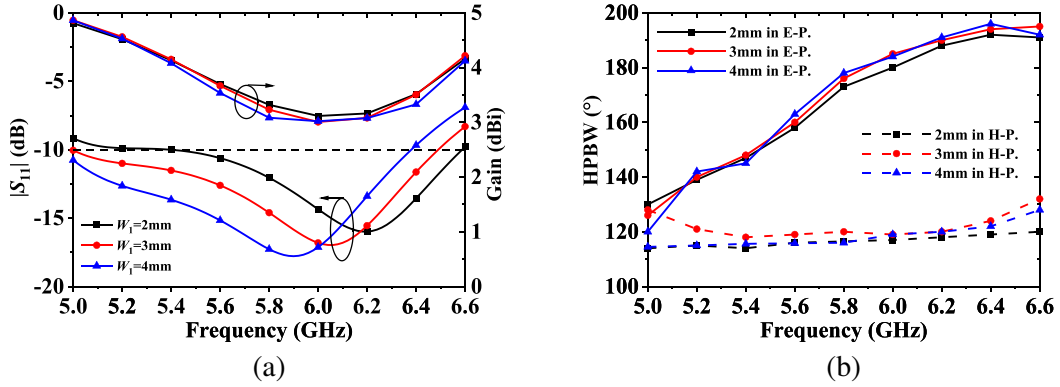 0
-5
-10
-15
-20
|S₁₁| (dB)
5
4
3
2
1
0
Gain (dBi)
W₁=2mm
W₁=3mm
W₁=4mm
5.0 5.2 5.4 5.6 5.8 6.0 6.2 6.4 6.6
Frequency (GHz)
(a)
200
180
160
140
120
100
HPBW (°)
2mm in E-P.
3mm in E-P.
4mm in E-P.
2mm in H-P.
3mm in H-P.
4mm in H-P.
5.0 5.2 5.4 5.6 5.8 6.0 6.2 6.4 6.6
Frequency (GHz)
(b)